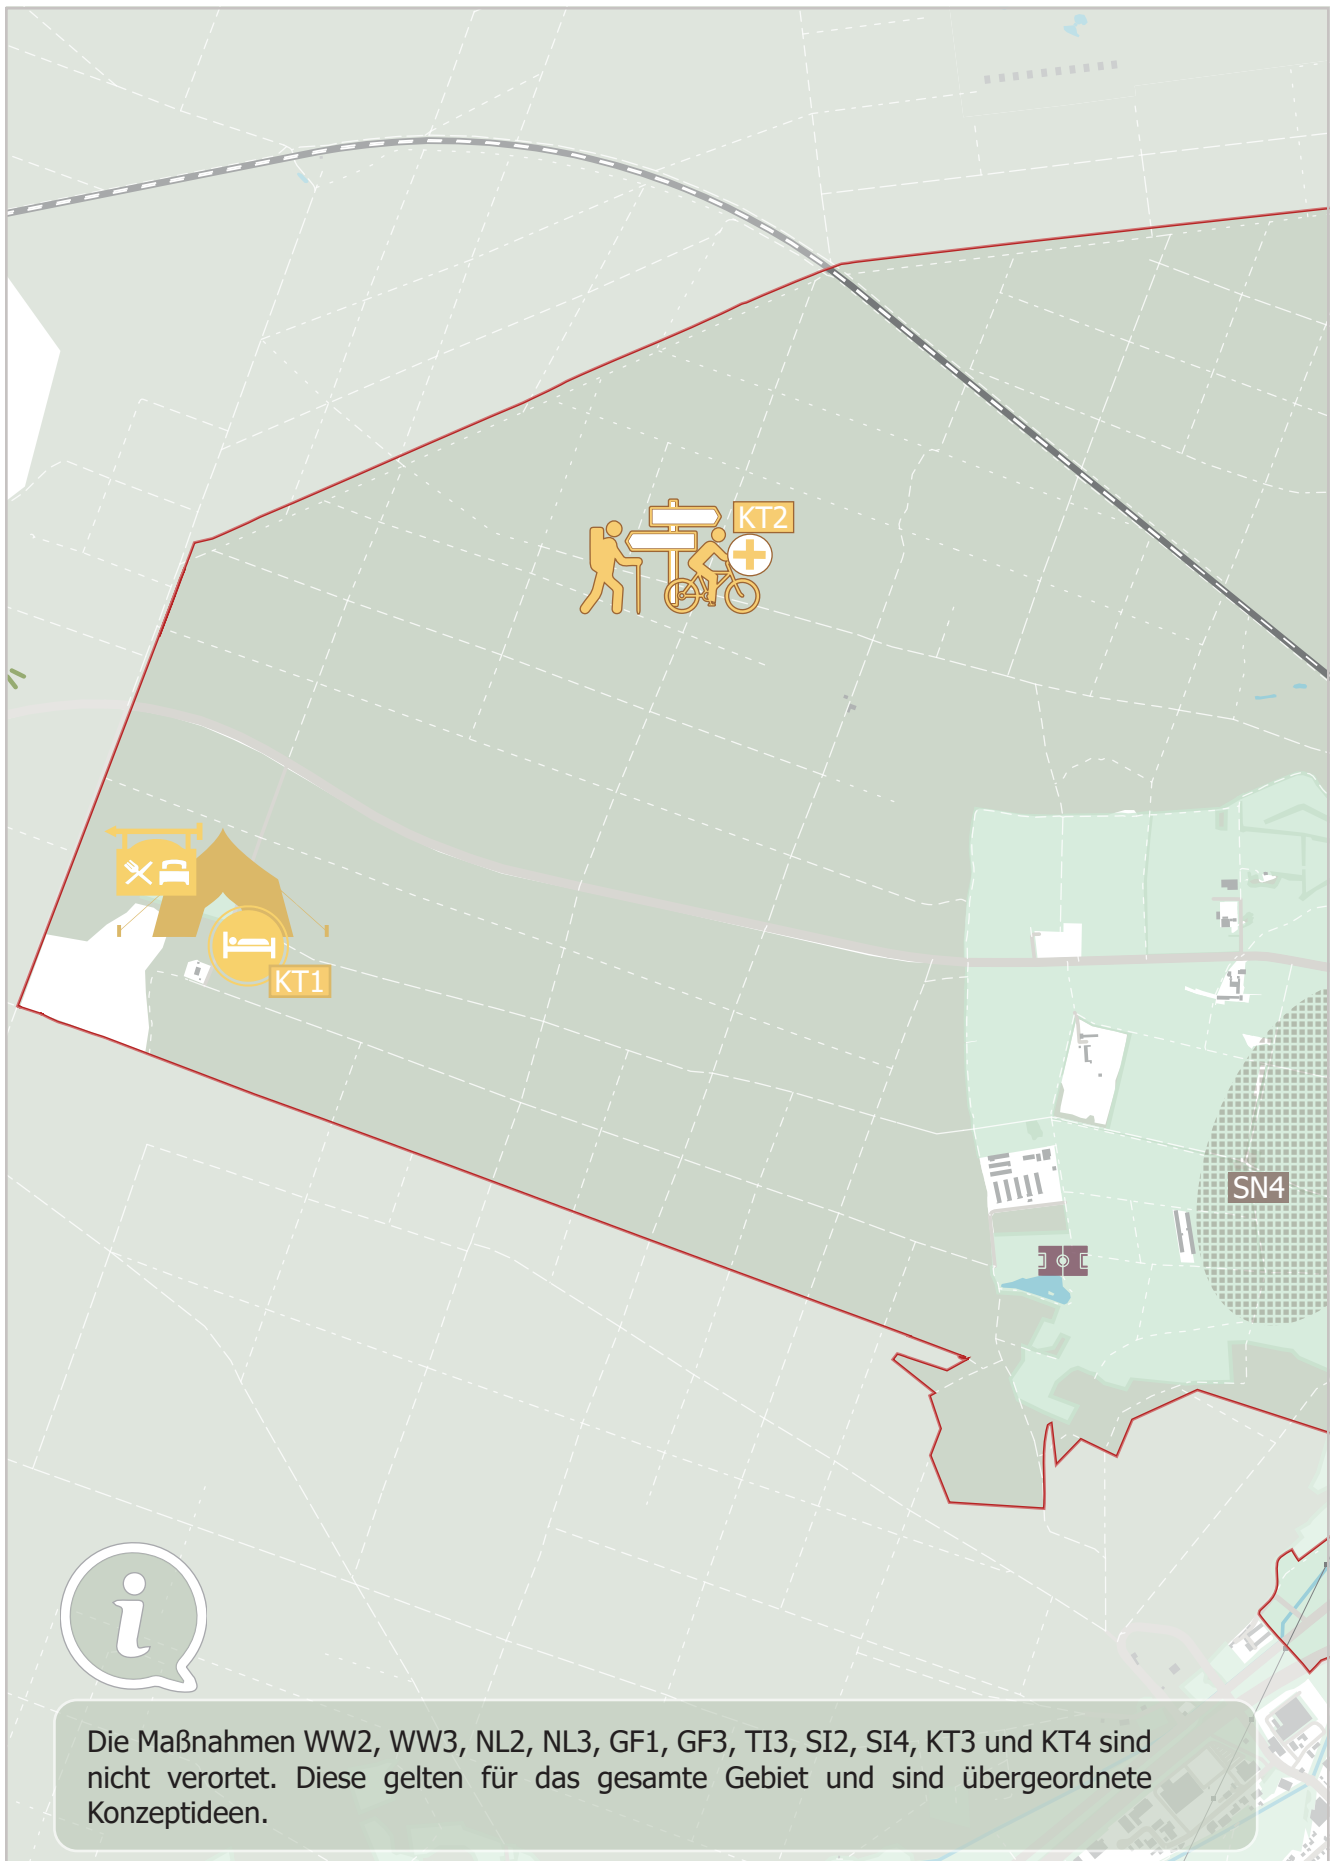 KT2
KT1
SN4
Die Maßnahmen WW2, WW3, NL2, NL3, GF1, GF3, TI3, SI2, SI4, KT3 und KT4 sind
nicht verortet. Diese gelten für das gesamte Gebiet und sind übergeordnete
Konzeptideen.